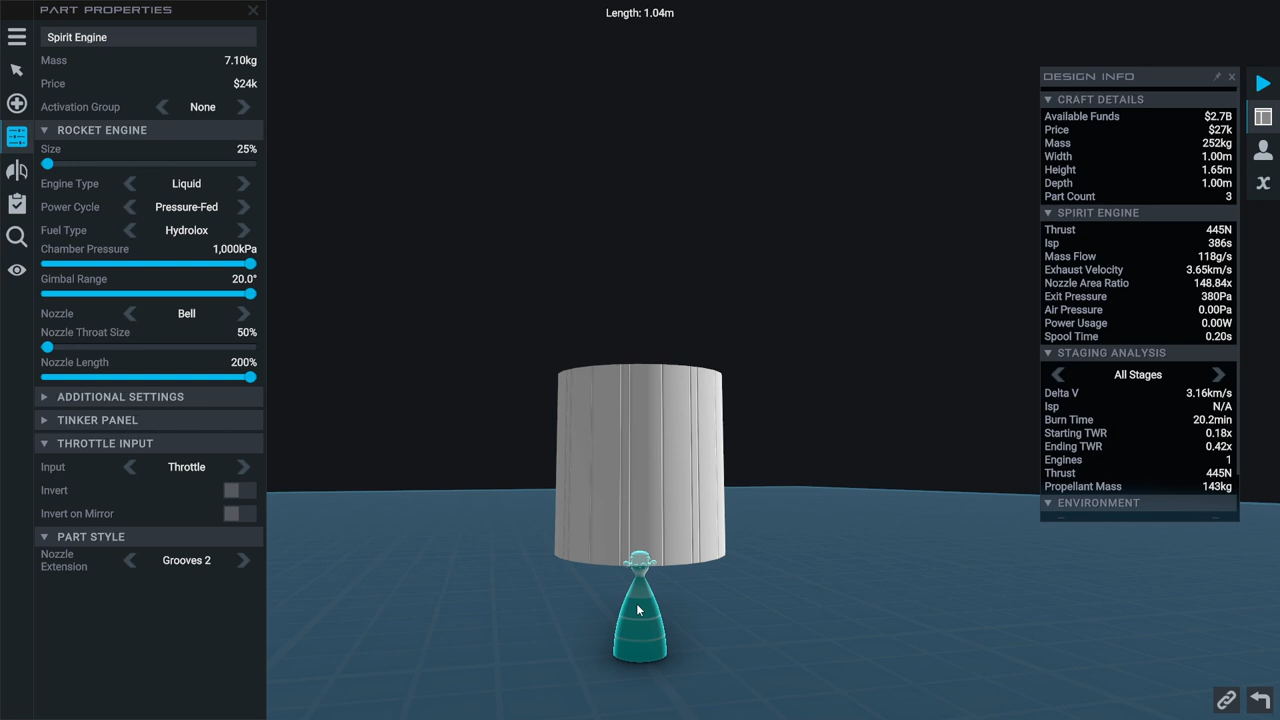 PART PROPERTIES
Spirit Engine
Mass 7.10kg
Price $24k
Activation Group None
ROCKET ENGINE
Size 25%
Engine Type Liquid
Power Cycle Pressure-Fed
Fuel Type Hydrolox
Chamber Pressure 1,000kPa
Gimbal Range 20.0°
Nozzle Bell
Nozzle Throat Size 50%
Nozzle Length 200%
ADDITIONAL SETTINGS
TINKER PANEL
THROTTLE INPUT
Input Throttle
Invert
Invert on Mirror
PART STYLE
Nozzle
Extension Grooves 2
Length: 1.04m
DESIGN INFO
CRAFT DETAILS
Available Funds $2.7B
Price $27k
Mass 252kg
Width 1.00m
Height 1.65m
Depth 1.00m
Part Count 3
SPIRIT ENGINE
Thrust 445N
Isp 386s
Mass Flow 118g/s
Exhaust Velocity 3.65km/s
Nozzle Area Ratio 148.84x
Exit Pressure 380Pa
Air Pressure 0.00Pa
Power Usage 0.00W
Spool Time 0.20s
STAGING ANALYSIS
All Stages
Delta V 3.16km/s
Isp N/A
Burn Time 20.2min
Starting TWR 0.18x
Ending TWR 0.42x
Engines 1
Thrust 445N
Propellant Mass 143kg
ENVIRONMENT